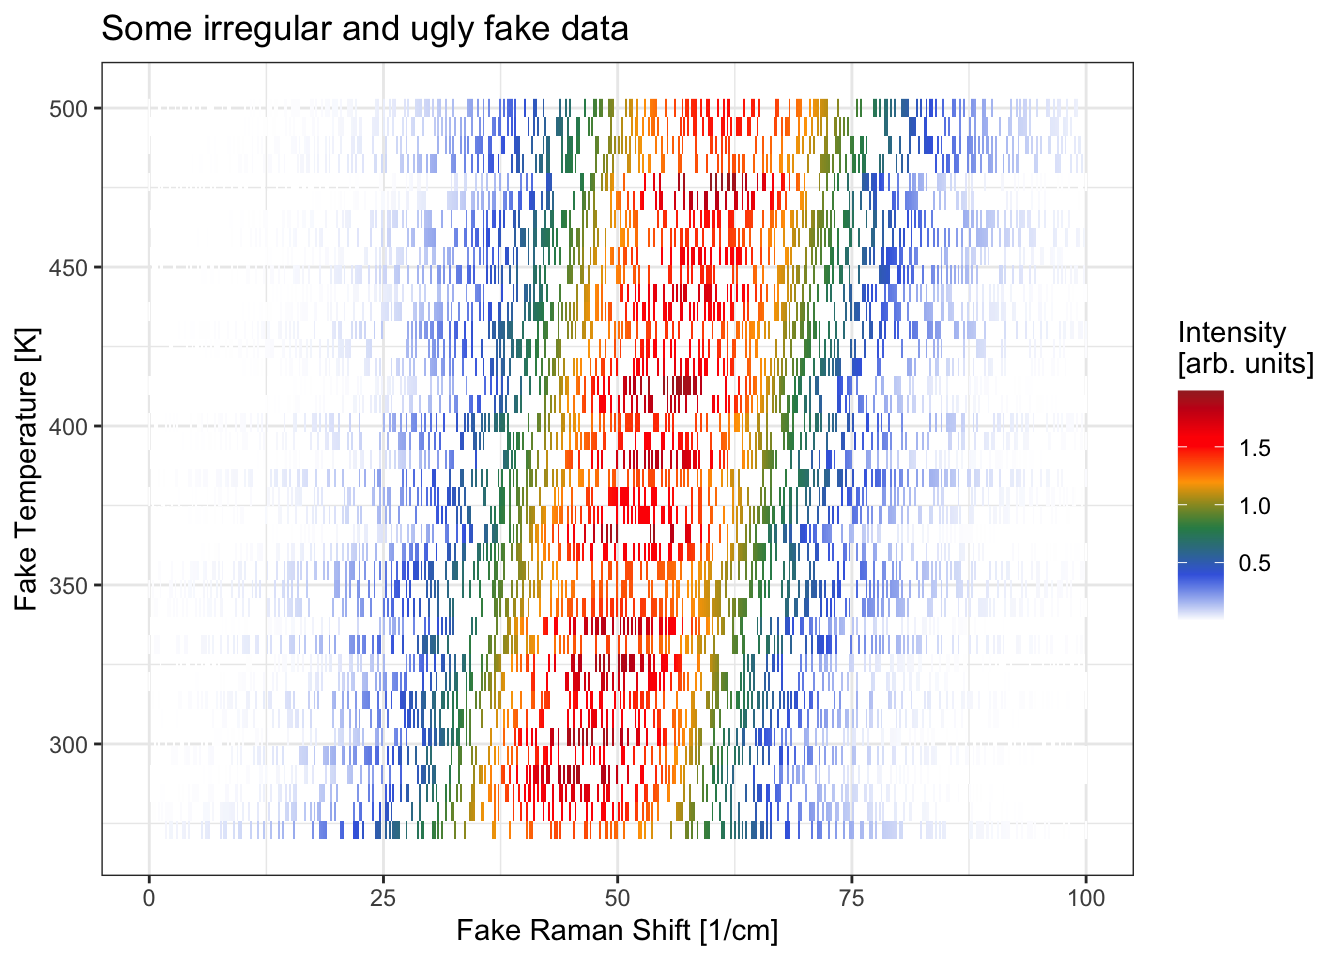 Some irregular and ugly fake data
500
450
400
350
300
Fake Temperature [K]
0 25 50 75 100
Fake Raman Shift [1/cm]
Intensity
[arb. units]
1.5
1.0
0.5